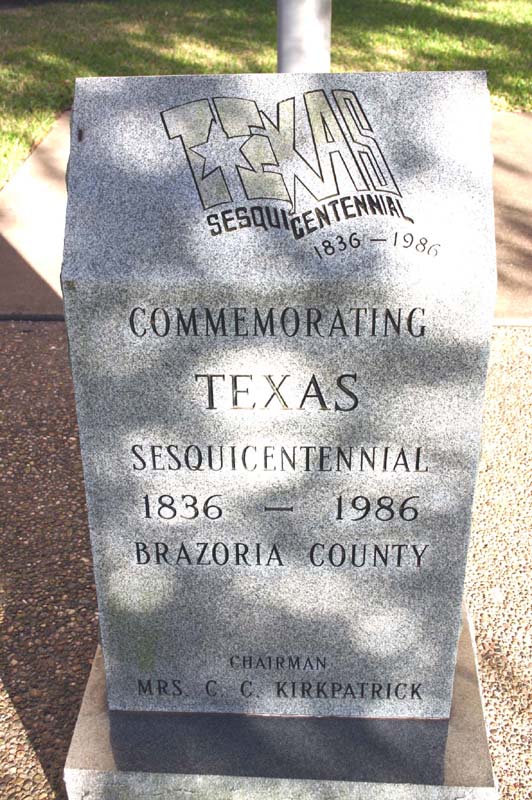 TEXAS
SESQUICENTENNIAL
1836 - 1986
COMMEMORATING
TEXAS
SESQUICENTENNIAL
1836 - 1986
BRAZORIA COUNTY
CHAIRMAN
MRS. C. C. KIRKPATRICK